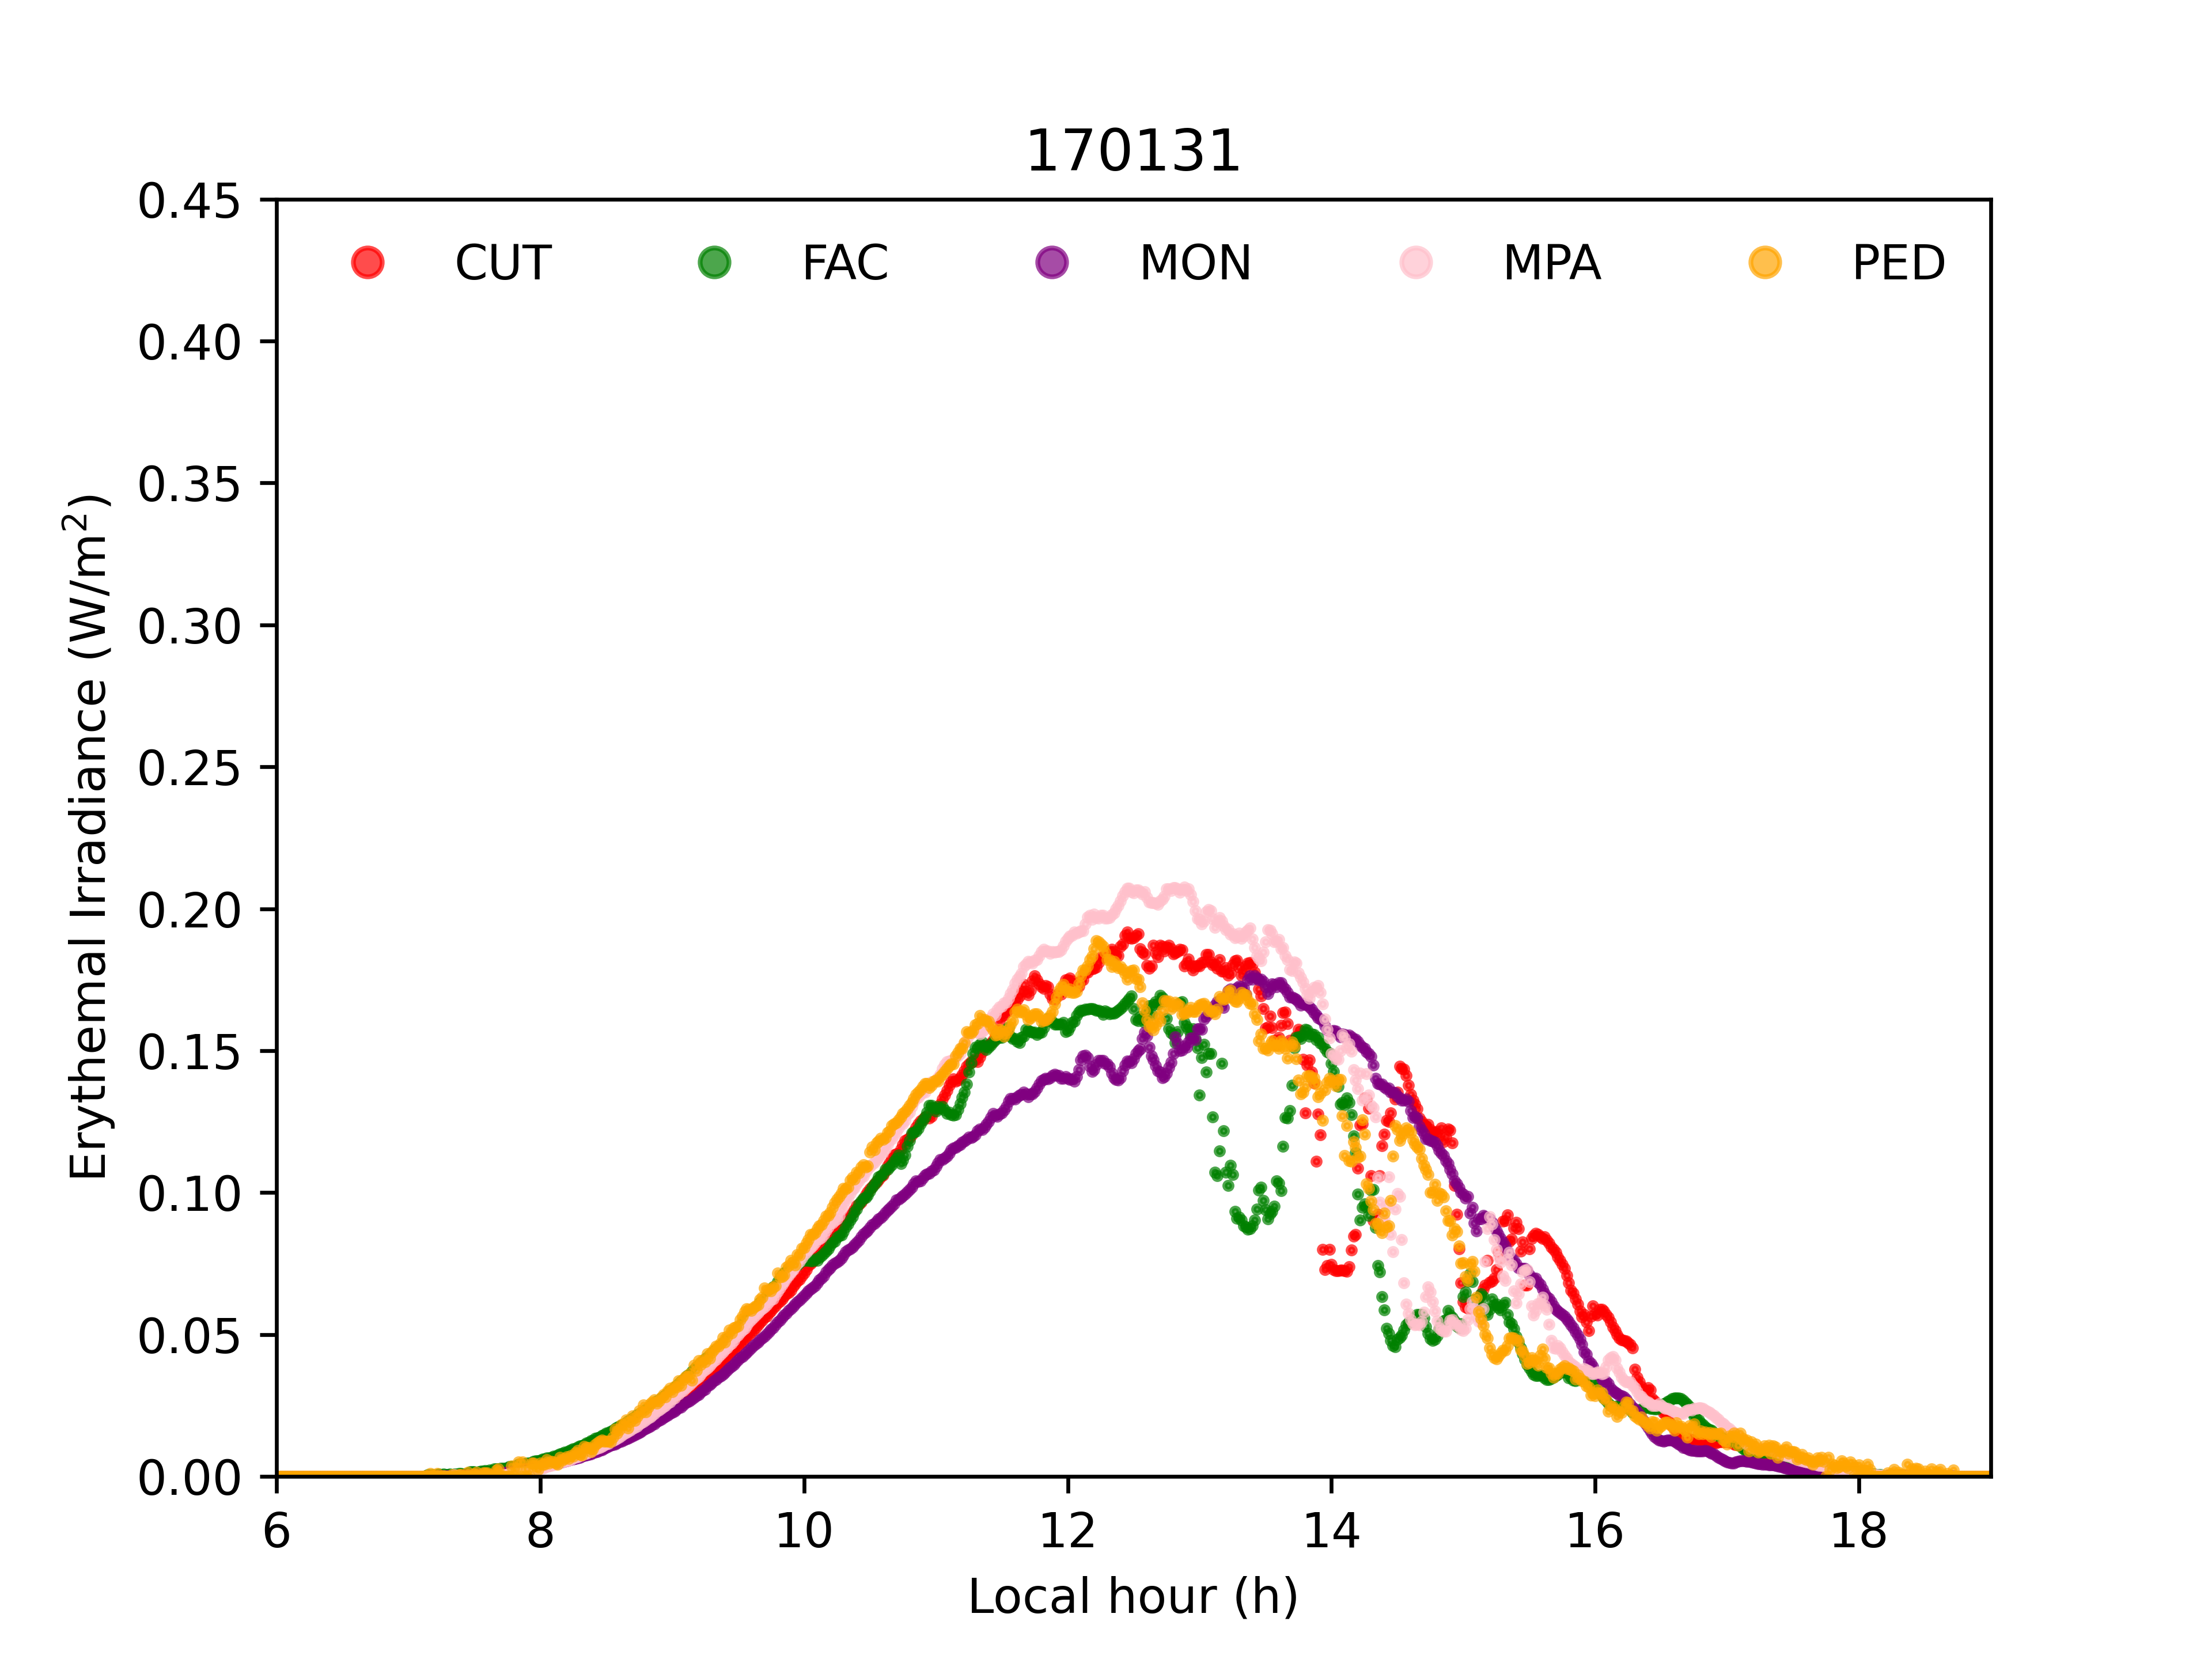 170131
CUT FAC MON MPA PED
0.45
0.40
0.35
0.30
0.25
0.20
0.15
0.10
0.05
0.00
Erythemal Irradiance (W/m²)
6 8 10 12 14 16 18
Local hour (h)